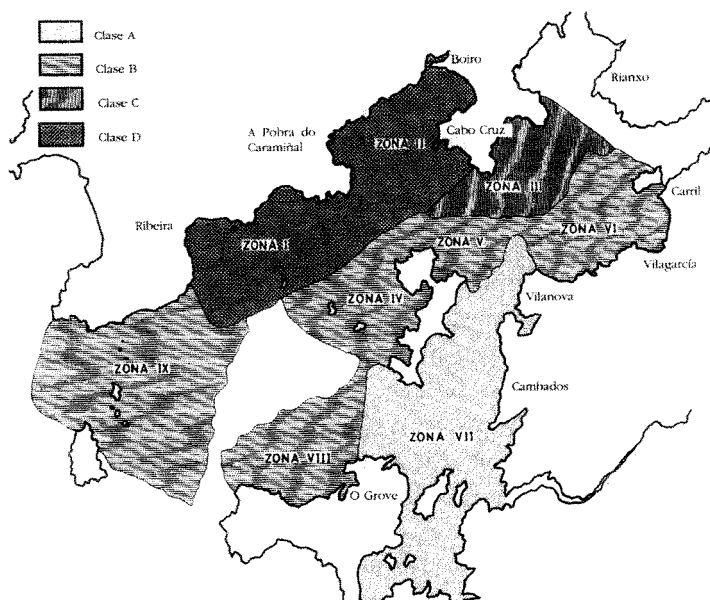 Clase A
Clase B
Clase C
Clase D
Boiro
Rianxo
A Pobra do
Caramiñal
ZONA II
Cabo Cruz
ZONA III
Carril
Ribeira
ZONA I
ZONA V
ZONA VI
Vilagarcía
ZONA IV
Vilanova
ZONA IX
Cambados
ZONA VII
ZONA VIII
O Grove